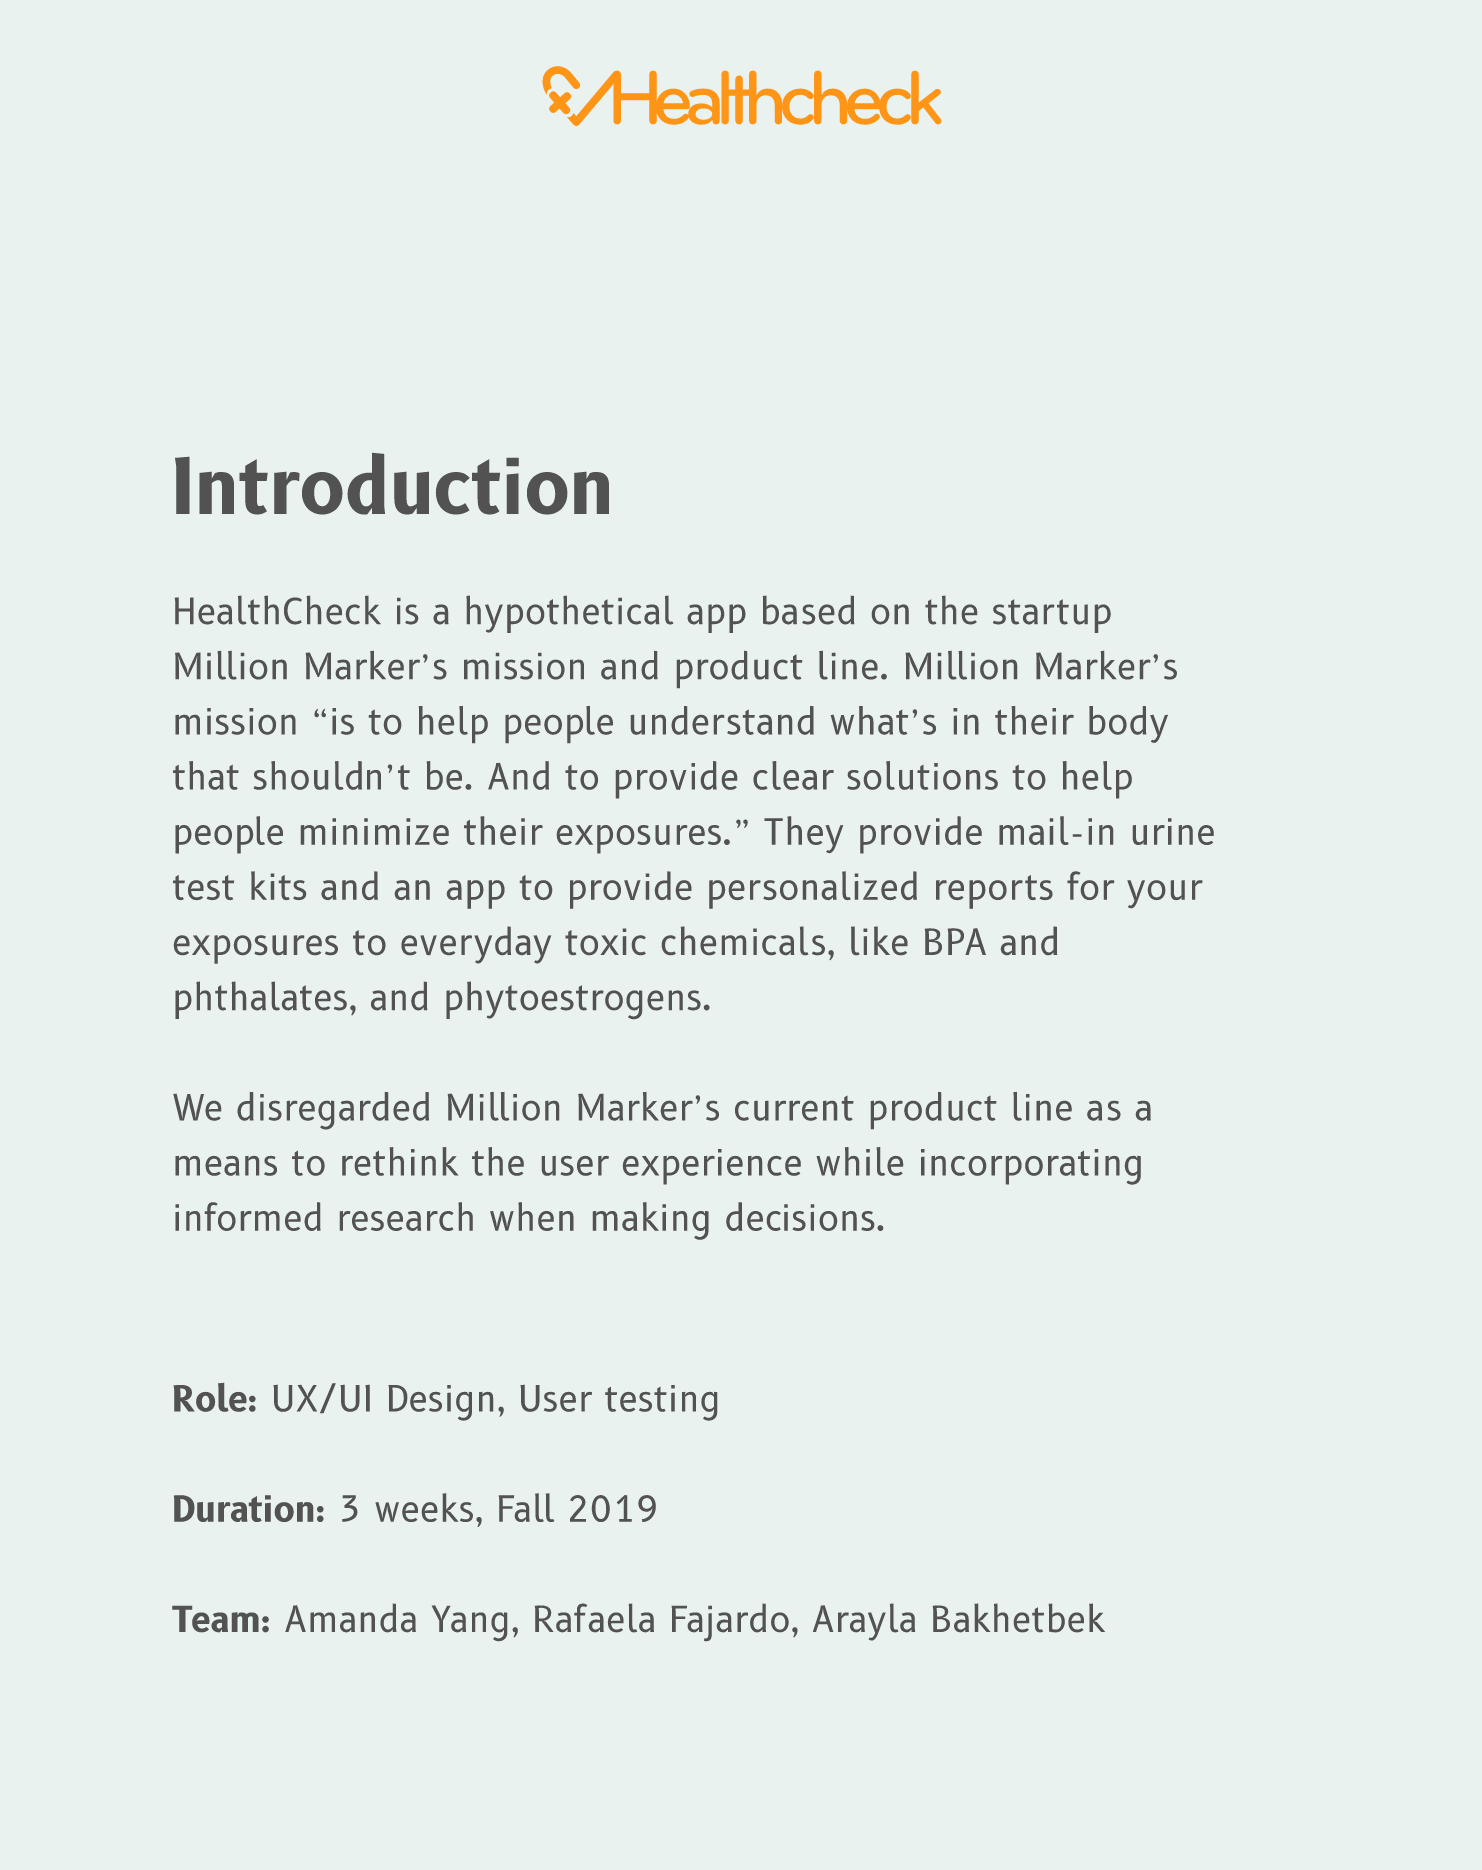 Healthcheck
Introduction
HealthCheck is a hypothetical app based on the startup
Million Marker’s mission and product line. Million Marker’s
mission “is to help people understand what’s in their body
that shouldn’t be. And to provide clear solutions to help
people minimize their exposures.” They provide mail-in urine
test kits and an app to provide personalized reports for your
exposures to everyday toxic chemicals, like BPA and
phthalates, and phytoestrogens.
We disregarded Million Marker’s current product line as a
means to rethink the user experience while incorporating
informed research when making decisions.
Role: UX/UI Design, User testing
Duration: 3 weeks, Fall 2019
Team: Amanda Yang, Rafaela Fajardo, Arayla Bakhetbek